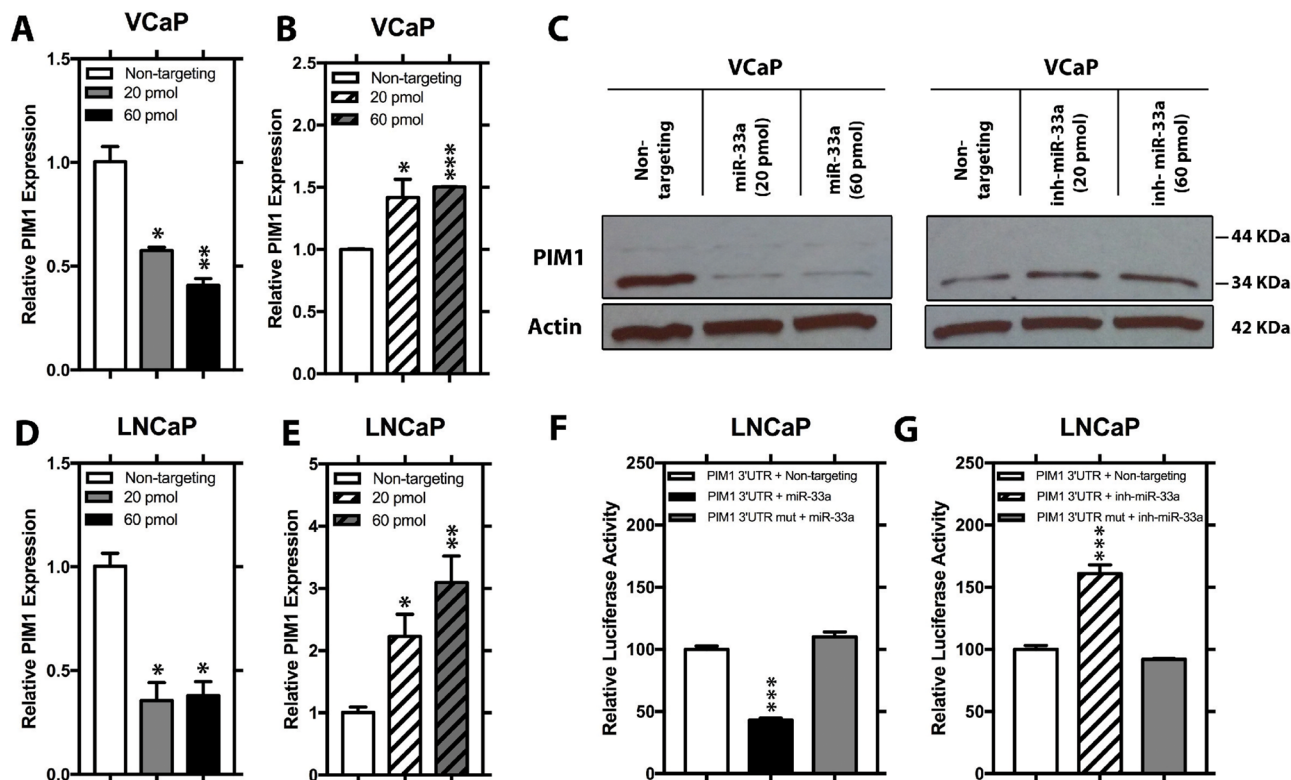 A
VCaP
Relative PIM1 Expression
1.5
1.0
0.5
0.0
Non-targeting
20 pmol
60 pmol
*
**
B
VCaP
Relative PIM1 Expression
2.5
2.0
1.5
1.0
0.5
0.0
Non-targeting
20 pmol
60 pmol
*
***
C
VCaP
Non-
targeting
miR-33a
(20 pmol)
miR-33a
(60 pmol)
VCaP
Non-
targeting
inh-miR-33a
(20 pmol)
inh- miR-33a
(60 pmol)
PIM1
Actin
44 KDa
34 KDa
42 KDa
D
LNCaP
Relative PIM1 Expression
1.5
1.0
0.5
0.0
Non-targeting
20 pmol
60 pmol
*
*
E
LNCaP
Relative PIM1 Expression
5
4
3
2
1
0
Non-targeting
20 pmol
60 pmol
*
**
F
LNCaP
Relative Luciferase Activity
250
200
150
100
50
0
PIM1 3'UTR + Non-targeting
PIM1 3'UTR + miR-33a
PIM1 3'UTR mut + miR-33a
***
G
LNCaP
Relative Luciferase Activity
250
200
150
100
50
0
PIM1 3'UTR + Non-targeting
PIM1 3'UTR + inh-miR-33a
PIM1 3'UTR mut + inh-miR-33a
***